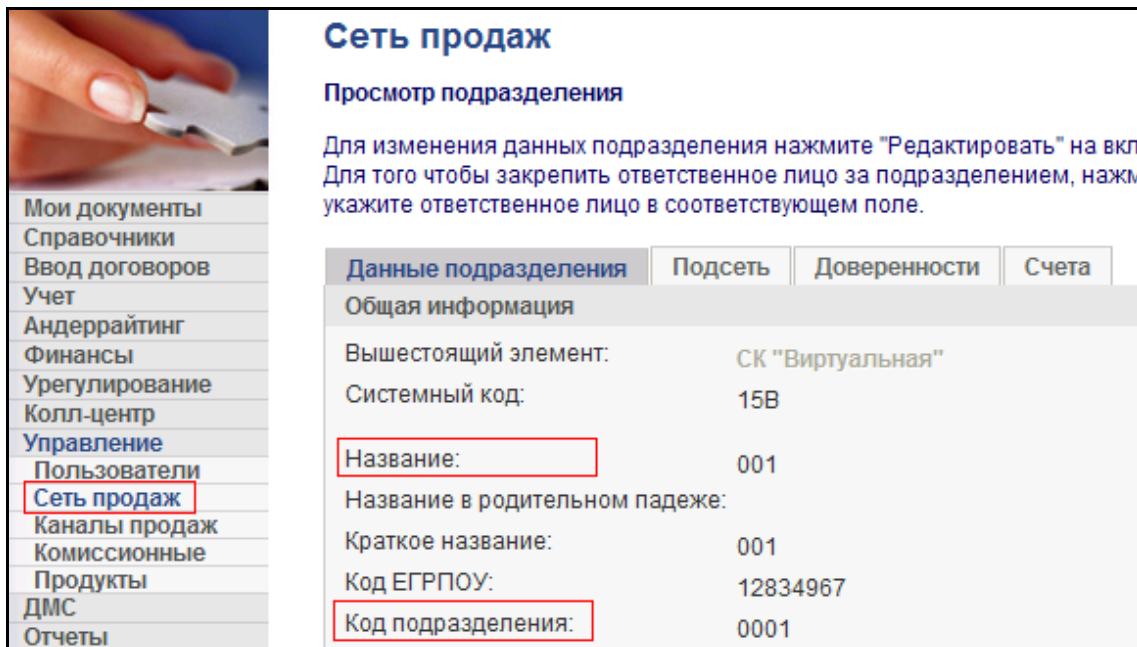 Сеть продаж
Просмотр подразделения
Для изменения данных подразделения нажмите "Редактировать" на
Для того чтобы закрепить ответственное лицо за подразделением,
укажите ответственное лицо в соответствующем поле.
Мои документы
Справочники
Ввод договоров
Учет
Андеррайтинг
Финансы
Урегулирование
Колл-центр
Управление
Пользователи
Сеть продаж
Каналы продаж
Комиссионные
Продукты
ДМС
Отчеты
Данные подразделения Подсеть Доверенности Счета
Общая информация
Вышестоящий элемент: СК "Виртуальная"
Системный код: 15В
Название: 001
Название в родительном падеже:
Краткое название: 001
Код ЕГРПОУ: 12834967
Код подразделения: 0001